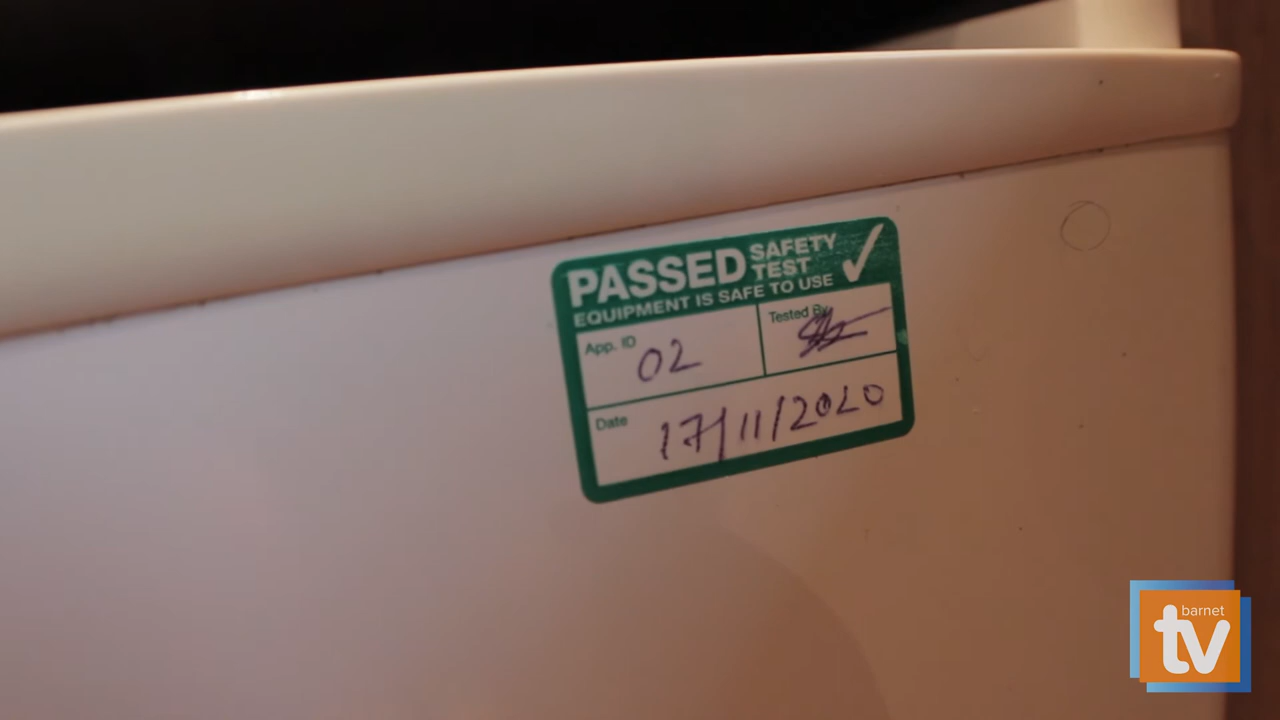 PASSED SAFETY TEST
EQUIPMENT IS SAFE TO USE
App. ID 02
Tested By
Date 17/11/2020
barnet
tv